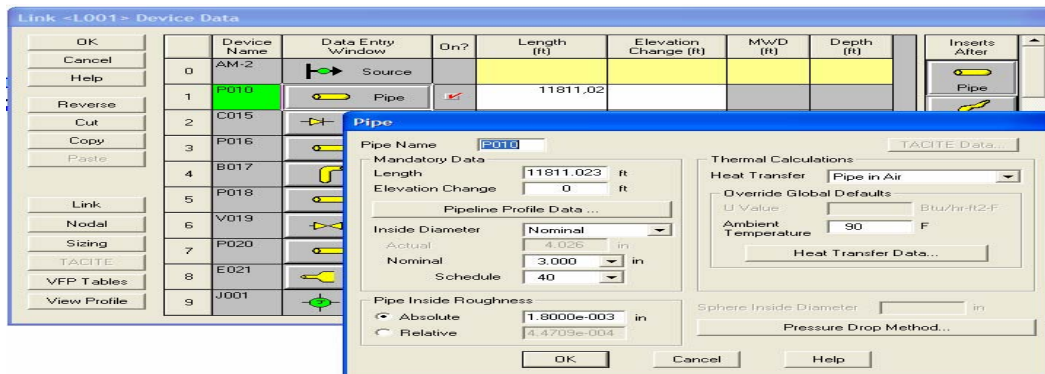 Link <L001> Device Data
OK
Cancel
Help
Reverse
Cut
Copy
Paste
Link
Nodal
Sizing
TACITE
VFP Tables
View Profile
Device Name Data Entry Window On? Length (ft) Elevation Change (ft) MWD (ft) Depth (ft)
0 AM-2 Source
1 P010 Pipe 11811,02
2 C015
3 P016
4 B017
5 P018
6 V019
7 P020
8 E021
9 J001
Inserts After
Pipe
Pipe
Pipe Name P010
TACITE Data...
Mandatory Data
Length 11811.023 ft
Elevation Change 0 ft
Pipeline Profile Data ...
Inside Diameter Nominal
Actual 4.026 in
Nominal 3.000 in
Schedule 40
Pipe Inside Roughness
Absolute 1.8000e-003 in
Relative 4.4709e-004
Thermal Calculations
Heat Transfer Pipe in Air
Override Global Defaults
U Value Btu/hr-ft2-F
Ambient Temperature 90 F
Heat Transfer Data...
Sphere Inside Diameter in
Pressure Drop Method...
OK
Cancel
Help